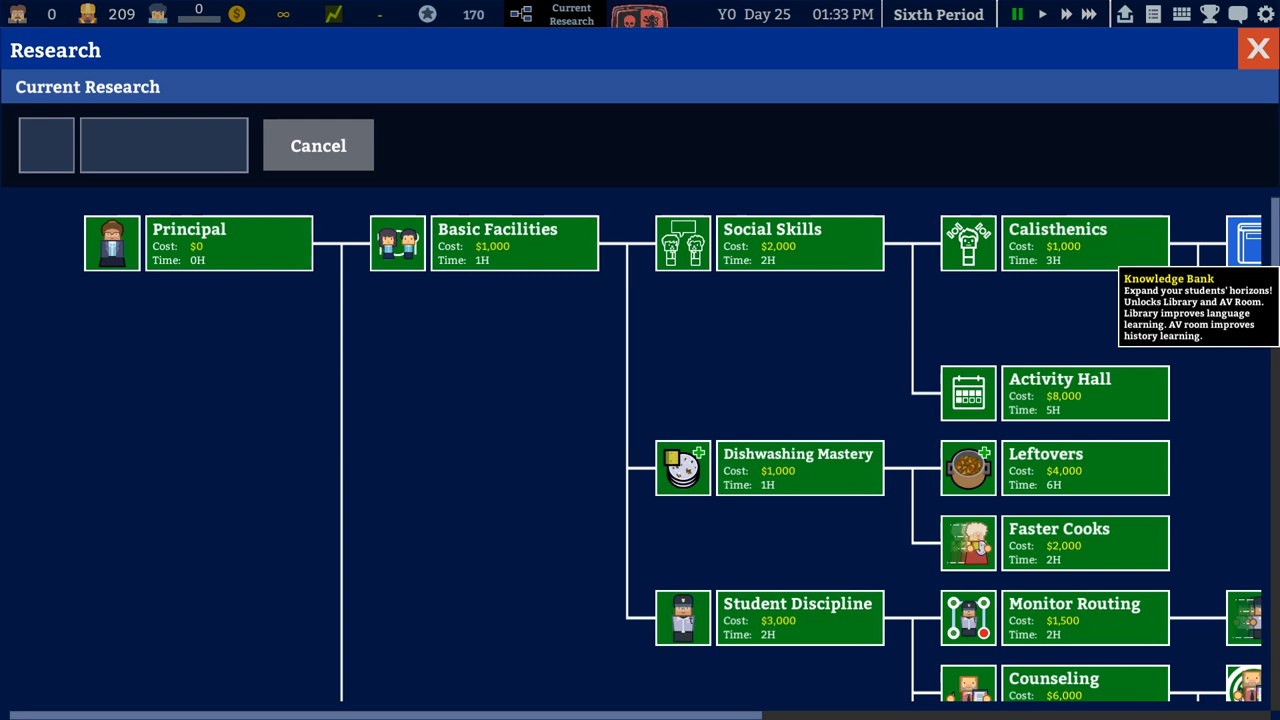 0 209 0 ∞ - 170 Current Research Y0 Day 25 01:33 PM Sixth Period
Research
Current Research
Cancel
Principal
Cost: $0
Time: 0H
Basic Facilities
Cost: $1,000
Time: 1H
Social Skills
Cost: $2,000
Time: 2H
Calisthenics
Cost: $1,000
Time: 3H
Knowledge Bank
Expand your students' horizons!
Unlocks Library and AV Room.
Library improves language
learning. AV room improves
history learning.
Activity Hall
Cost: $8,000
Time: 5H
Dishwashing Mastery
Cost: $1,000
Time: 1H
Leftovers
Cost: $4,000
Time: 6H
Faster Cooks
Cost: $2,000
Time: 2H
Student Discipline
Cost: $3,000
Time: 2H
Monitor Routing
Cost: $1,500
Time: 2H
Counseling
Cost: $6,000